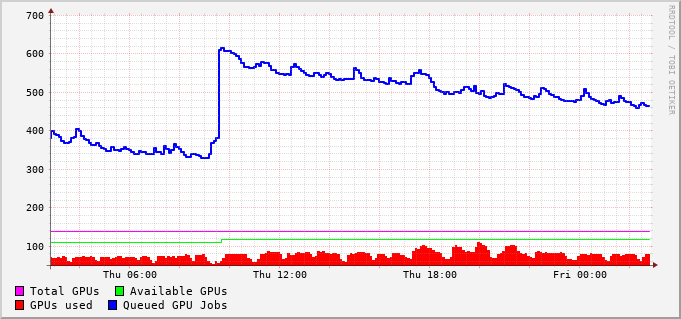 RRDTOOL / TOBI OETIKER
700
600
500
400
300
200
100
Thu 06:00 Thu 12:00 Thu 18:00 Fri 00:00
Total GPUs Available GPUs
GPUs used Queued GPU Jobs